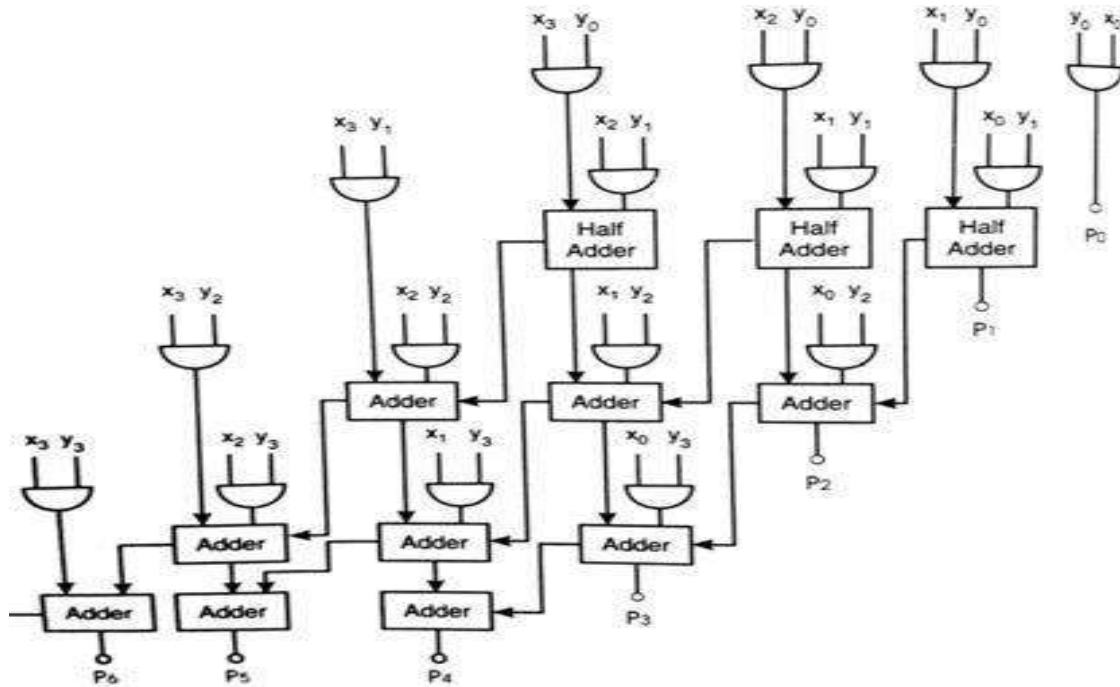 x3 y0 x2 y0 x1 y0 y0
x3 y1 x2 y1 x1 y1 x0 y1
Half Adder Half Adder Half Adder P0
x3 y2 x2 y2 x1 y2 x0 y2 P1
Adder Adder Adder
x3 y3 x2 y3 x1 y3 x0 y3 P2
Adder Adder Adder
Adder Adder Adder P3
P6 P5 P4